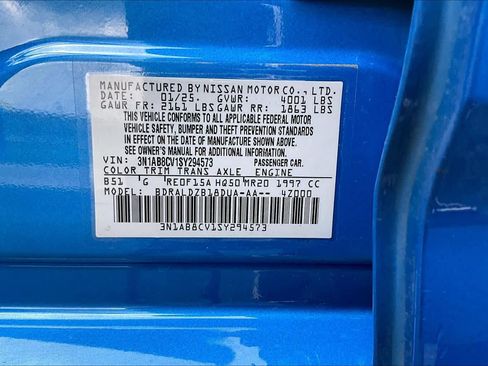 MANUFACTURED BY NISSAN MOTOR CO., LTD.
DATE: 01/25. GVWR: 4001 LBS
GAWR FR: 2161 LBS GAWR RR: 1863 LBS
THIS VEHICLE CONFORMS TO ALL APPLICABLE FEDERAL MOTOR
VEHICLE SAFETY, BUMPER AND THEFT PREVENTION STANDARDS
IN EFFECT ON THE DATE OF MANUFACTURE SHOWN ABOVE.
SEE OWNER'S MANUAL FOR ADDITIONAL INFORMATION.
VIN: 3N1AB8CV1SY294573 PASSENGER CAR.
COLOR TRIM TRANS AXLE ENGINE
B51 G RE0F15A HQ50 MR20 1997 CC
MODEL: BDRALDZB18DUA-AA-- 4Z000
3N1AB8CV1SY294573